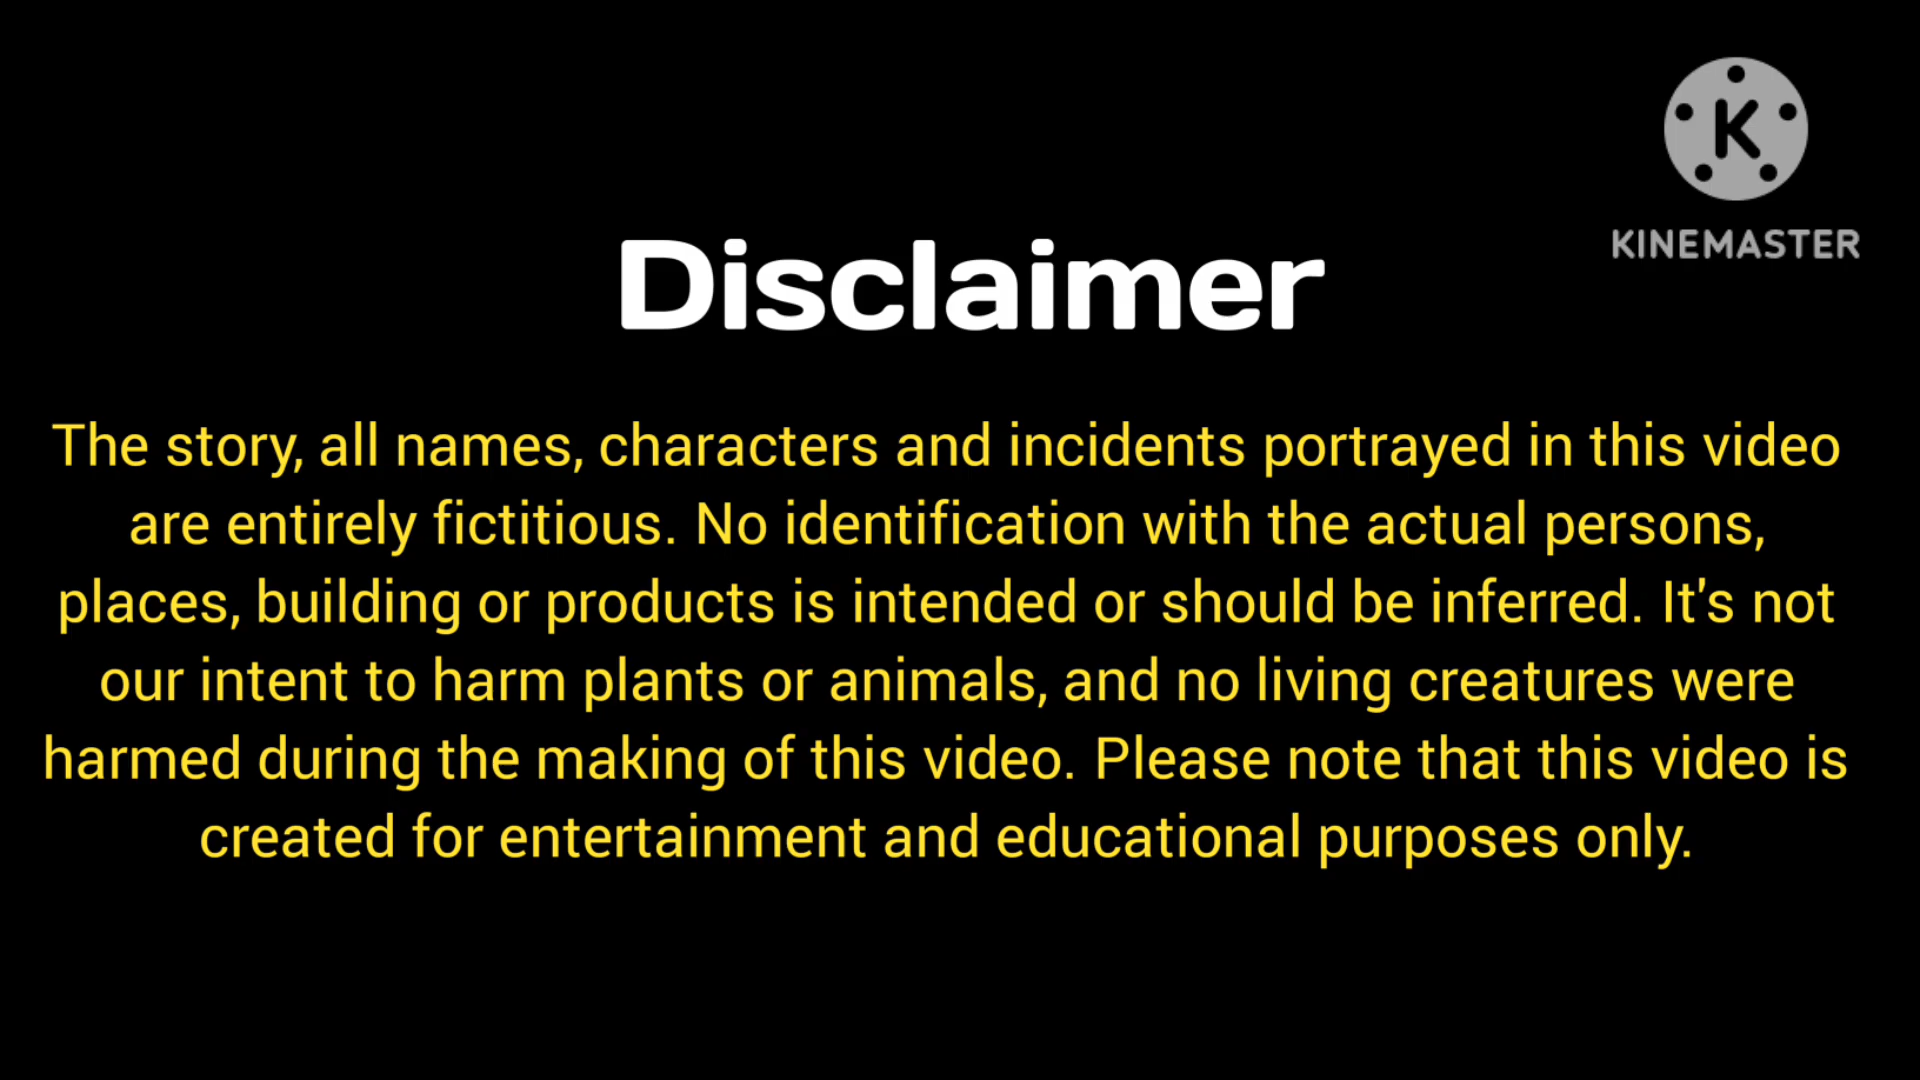 K
KINEMASTER
Disclaimer
The story, all names, characters and incidents portrayed in this video
are entirely fictitious. No identification with the actual persons,
places, building or products is intended or should be inferred. It's not
our intent to harm plants or animals, and no living creatures were
harmed during the making of this video. Please note that this video is
created for entertainment and educational purposes only.